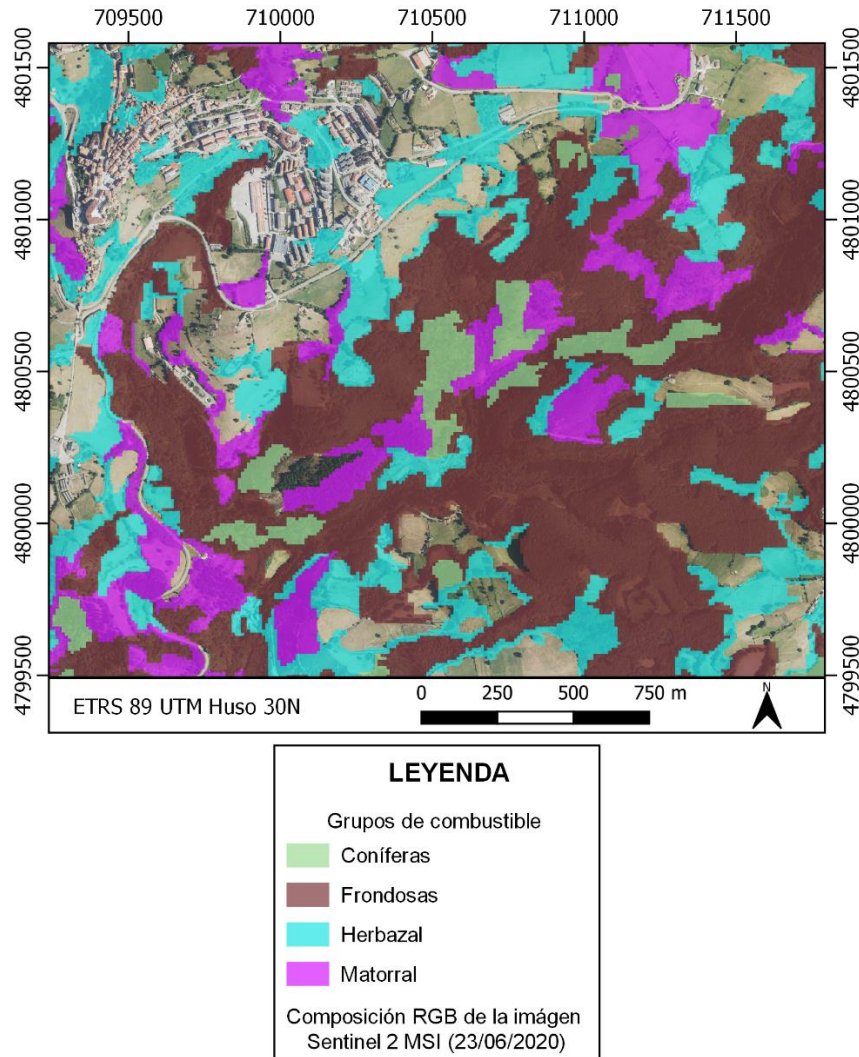 709500 710000 710500 711000 711500
4801500 4801500
4801000 4801000
4800500 4800500
4800000 4800000
4799500 4799500
ETRS 89 UTM Huso 30N
0 250 500 750 m
N
LEYENDA
Grupos de combustible
Coníferas
Frondosas
Herbazal
Matorral
Composición RGB de la imágen
Sentinel 2 MSI (23/06/2020)